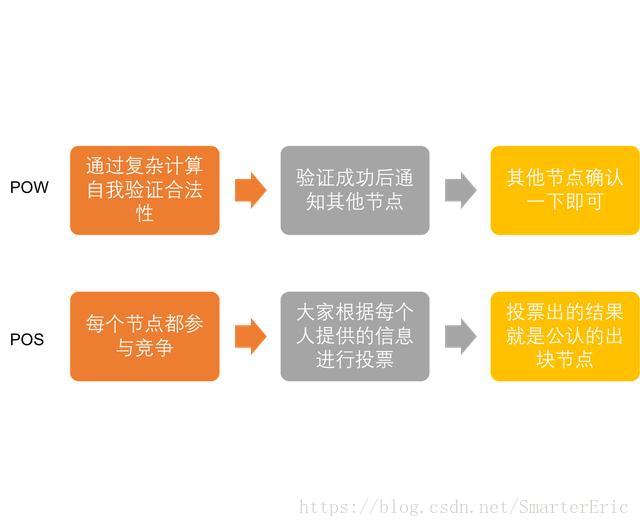 POW
通过复杂计算
自我验证合法
性
验证成功后通
知其他节点
其他节点确认
一下即可
POS
每个节点都参
与竞争
大家根据每个
人提供的信息
进行投票
投票出的结果
就是公认的出
块节点
https://blog.csdn.net/SmarterEric